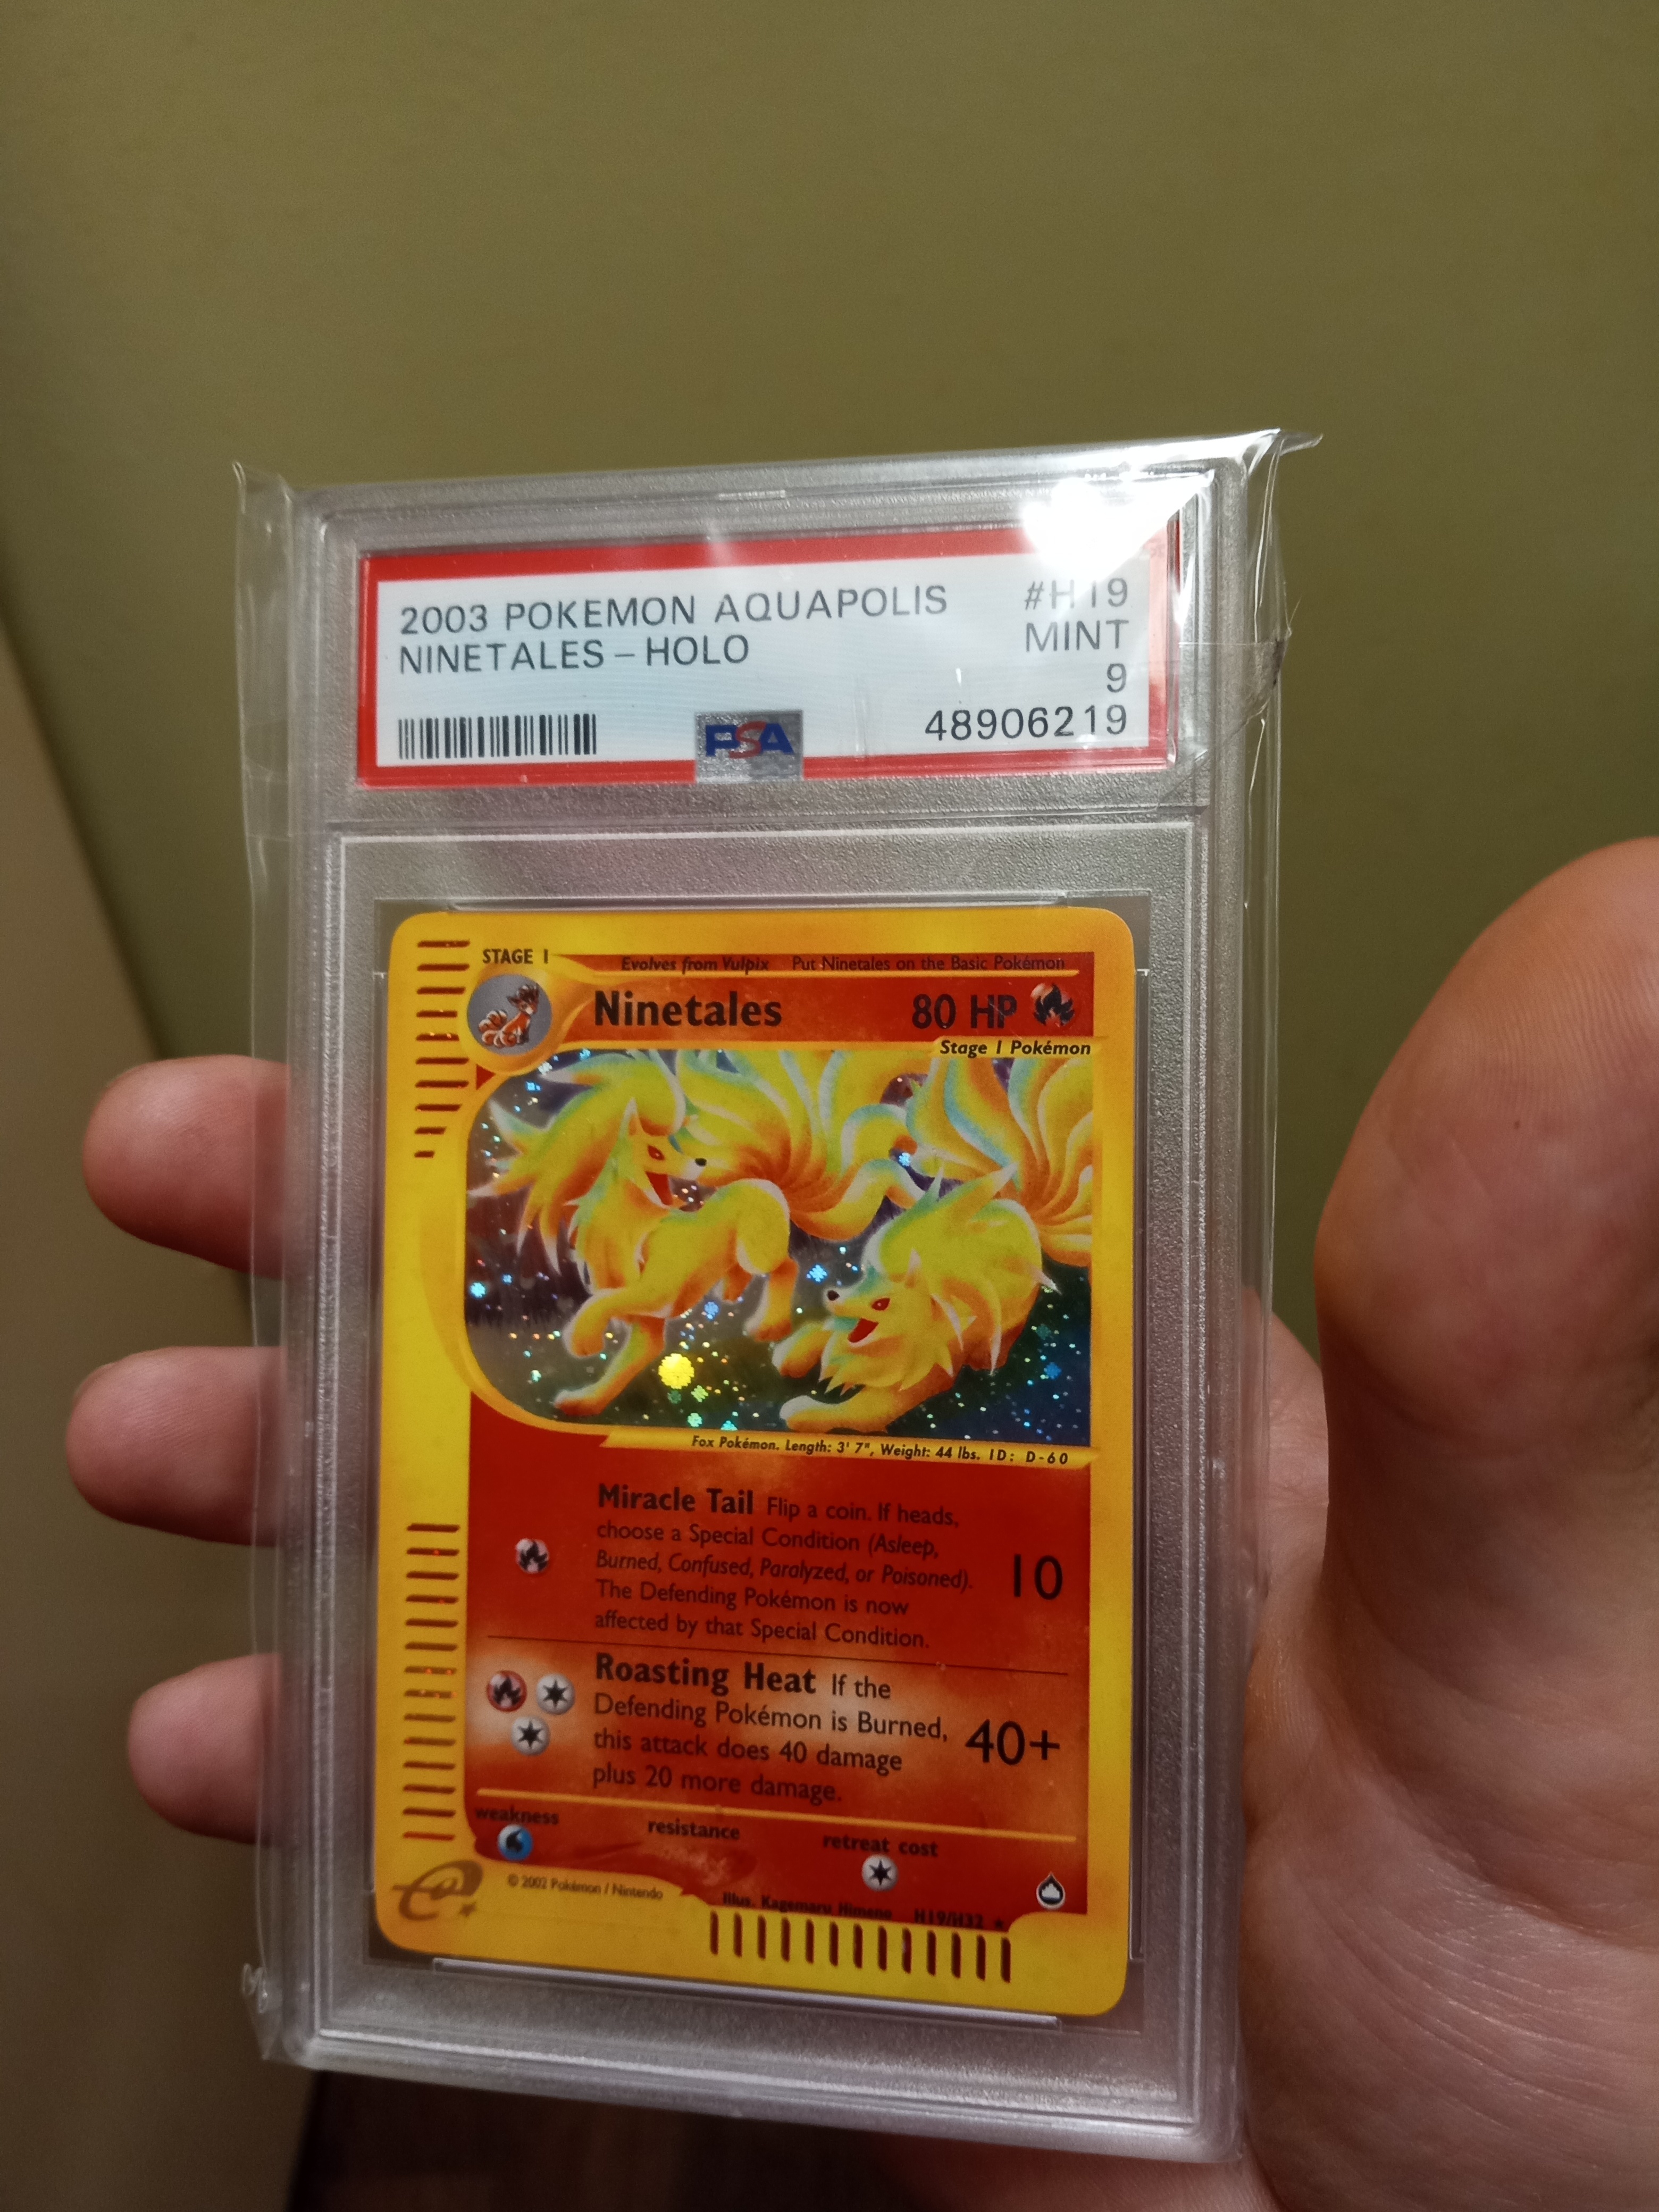 2003 POKEMON AQUAPOLIS #H19
NINETALES - HOLO MINT
9
PSA 48906219
STAGE 1 Evolves from Vulpix Put Ninetales on the Basic Pokémon
Ninetales 80 HP
Stage 1 Pokémon
Fox Pokémon. Length: 3' 7", Weight: 44 lbs. ID: D-60
Miracle Tail Flip a coin. If heads,
choose a Special Condition (Asleep,
Burned, Confused, Paralyzed, or Poisoned).
The Defending Pokémon is now
affected by that Special Condition.
10
Roasting Heat If the
Defending Pokémon is Burned,
this attack does 40 damage
plus 20 more damage.
40+
weakness resistance retreat cost
e
© 2002 Pokémon / Nintendo
Illus. Kagemaru Himeno H19/H32 ★